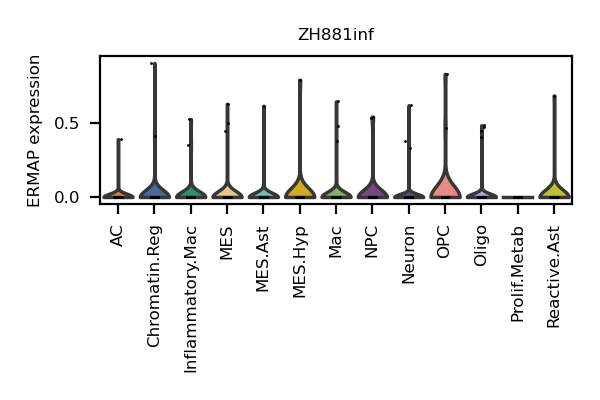 ZH881inf
ERMAP expression
0.5
0.0
AC
Chromatin.Reg
Inflammatory.Mac
MES
MES.Ast
MES.Hyp
Mac
NPC
Neuron
OPC
Oligo
Prolif.Metab
Reactive.Ast